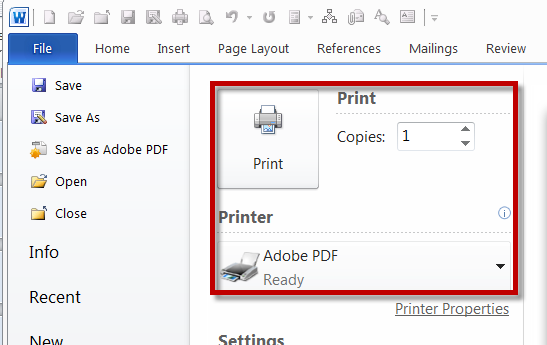 W
File Home Insert Page Layout References Mailings Review
Save
Save As
Save as Adobe PDF
Open
Close
Info
Recent
New
Print
Print
Copies: 1
Printer
Adobe PDF
Ready
Printer Properties
Settings